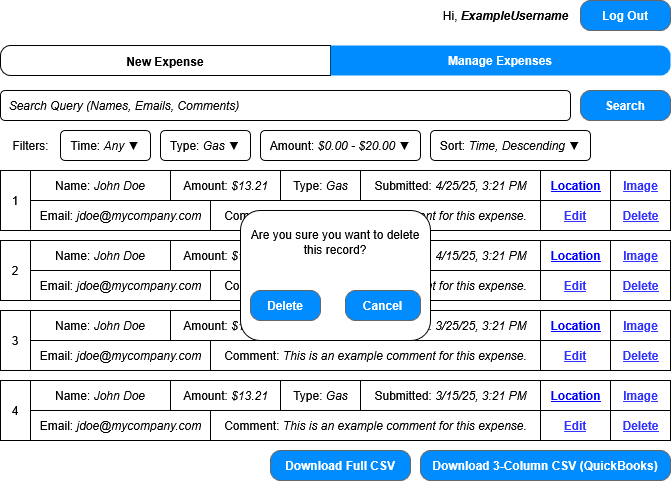 Hi, ExampleUsername Log Out
New Expense Manage Expenses
Search Query (Names, Emails, Comments) Search
Filters: Time: Any ▼ Type: Gas ▼ Amount: $0.00 - $20.00 ▼ Sort: Time, Descending ▼
1 Name: John Doe Amount: $13.21 Type: Gas Submitted: 4/25/25, 3:21 PM Location Image
Email: jdoe@mycompany.com for this expense. Edit Delete
Are you sure you want to delete
this record?
Delete Cancel
2 Name: John Doe Amount: 4/15/25, 3:21 PM Location Image
Email: jdoe@mycompany.com for this expense. Edit Delete
3 Name: John Doe Amount: 3/25/25, 3:21 PM Location Image
Email: jdoe@mycompany.com Comment: This is an example comment for this expense. Edit Delete
4 Name: John Doe Amount: $13.21 Type: Gas Submitted: 3/15/25, 3:21 PM Location Image
Email: jdoe@mycompany.com Comment: This is an example comment for this expense. Edit Delete
Download Full CSV Download 3-Column CSV (QuickBooks)